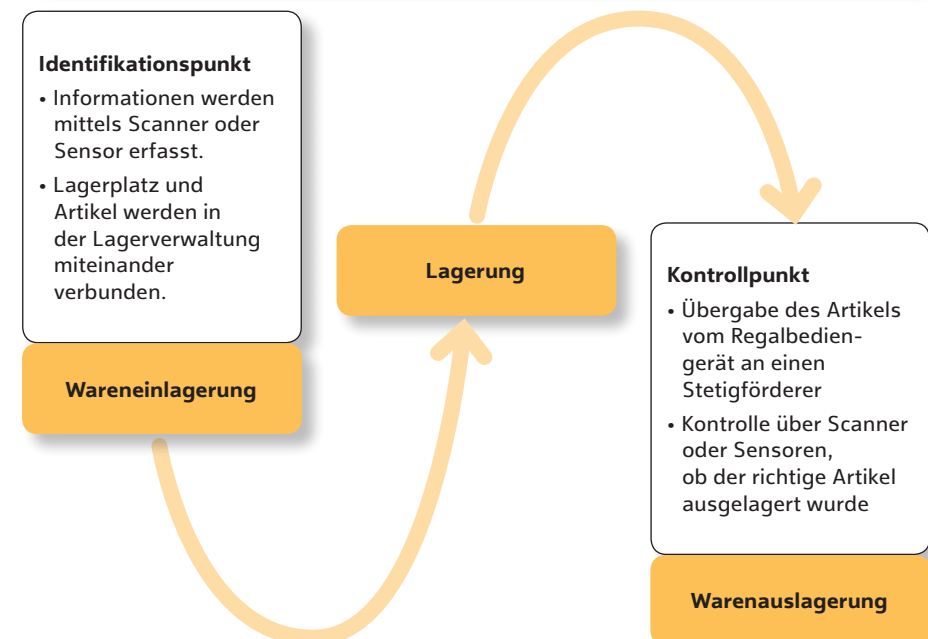 Identifikationspunkt
• Informationen werden
mittels Scanner oder
Sensor erfasst.
• Lagerplatz und
Artikel werden in
der Lagerverwaltung
miteinander
verbunden.
Wareneinlagerung
Lagerung
Kontrollpunkt
• Übergabe des Artikels
vom Regalbedien-
gerät an einen
Stetigförderer
• Kontrolle über Scanner
oder Sensoren,
ob der richtige Artikel
ausgelagert wurde
Warenauslagerung